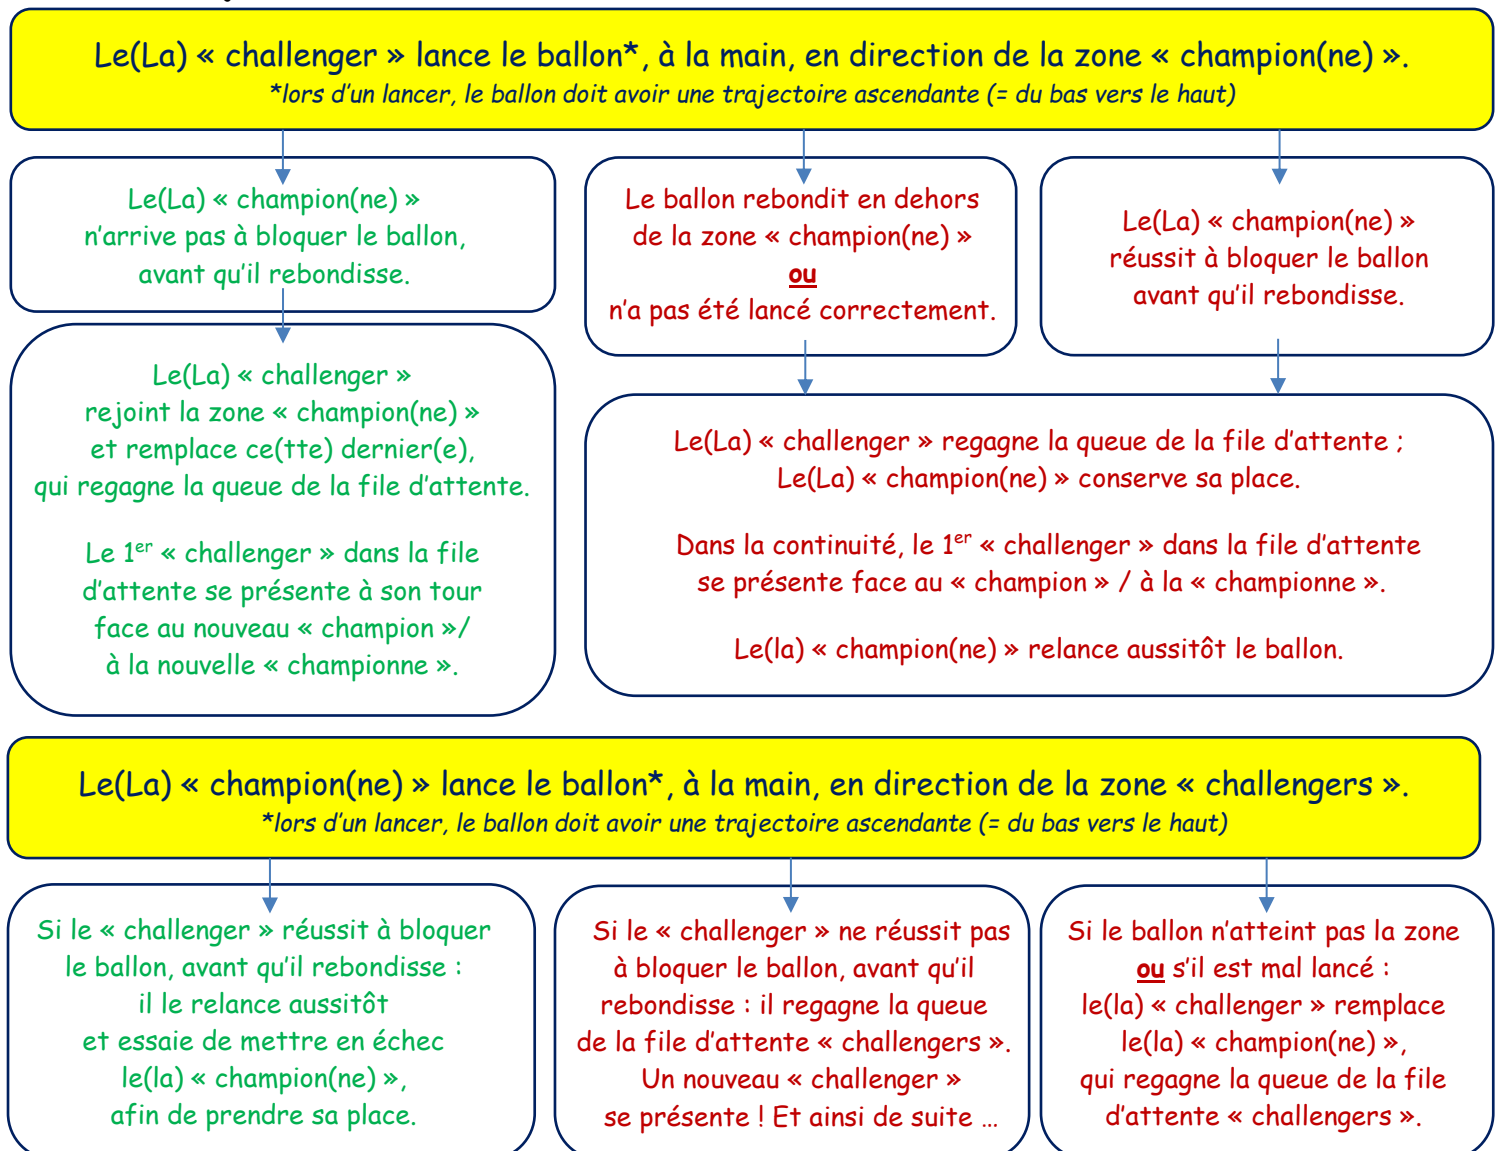 Le(La) « challenger » lance le ballon*, à la main, en direction de la zone « champion(ne) ».
*lors d’un lancer, le ballon doit avoir une trajectoire ascendante (= du bas vers le haut)
Le(La) « champion(ne) »
n’arrive pas à bloquer le ballon,
avant qu’il rebondisse.
Le ballon rebondit en dehors
de la zone « champion(ne) »
ou
n’a pas été lancé correctement.
Le(La) « champion(ne) »
réussit à bloquer le ballon
avant qu’il rebondisse.
Le(La) « challenger »
rejoint la zone « champion(ne) »
et remplace ce(tte) dernier(e),
qui regagne la queue de la file d’attente.
Le 1er « challenger » dans la file
d’attente se présente à son tour
face au nouveau « champion »/
à la nouvelle « championne ».
Le(La) « challenger » regagne la queue de la file d’attente ;
Le(La) « champion(ne) » conserve sa place.
Dans la continuité, le 1er « challenger » dans la file d’attente
se présente face au « champion » / à la « championne ».
Le(la) « champion(ne) » relance aussitôt le ballon.
Le(La) « champion(ne) » lance le ballon*, à la main, en direction de la zone « challengers ».
*lors d’un lancer, le ballon doit avoir une trajectoire ascendante (= du bas vers le haut)
Si le « challenger » réussit à bloquer
le ballon, avant qu’il rebondisse :
il le relance aussitôt
et essaie de mettre en échec
le(la) « champion(ne) »,
afin de prendre sa place.
Si le « challenger » ne réussit pas
à bloquer le ballon, avant qu’il
rebondisse : il regagne la queue
de la file d’attente « challengers ».
Un nouveau « challenger »
se présente ! Et ainsi de suite …
Si le ballon n’atteint pas la zone
ou s’il est mal lancé :
le(la) « challenger » remplace
le(la) « champion(ne) »,
qui regagne la queue de la file
d’attente « challengers ».